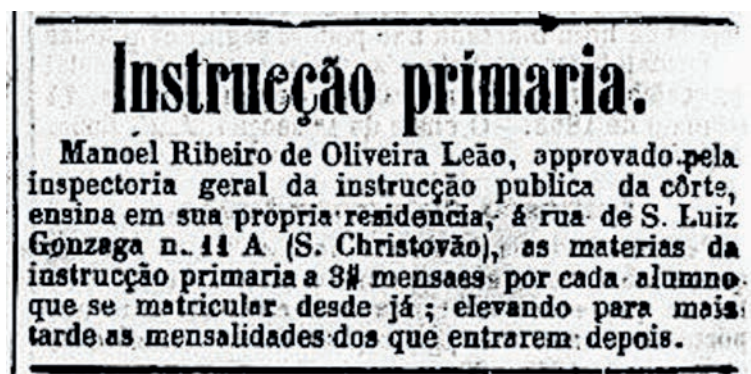 Instrucção primaria.
Manoel Ribeiro de Oliveira Leão, approvado pela
inspectoria geral da instrucção publica da côrte,
ensina em sua propria residencia, á rua de S. Luiz
Gonzaga n. 11 A (S. Christovão), as materias da
instrucção primaria a 3$ mensaes por cada alumno
que se matricular desde já ; elevando para mais
tarde as mensalidades dos que entrarem depois.